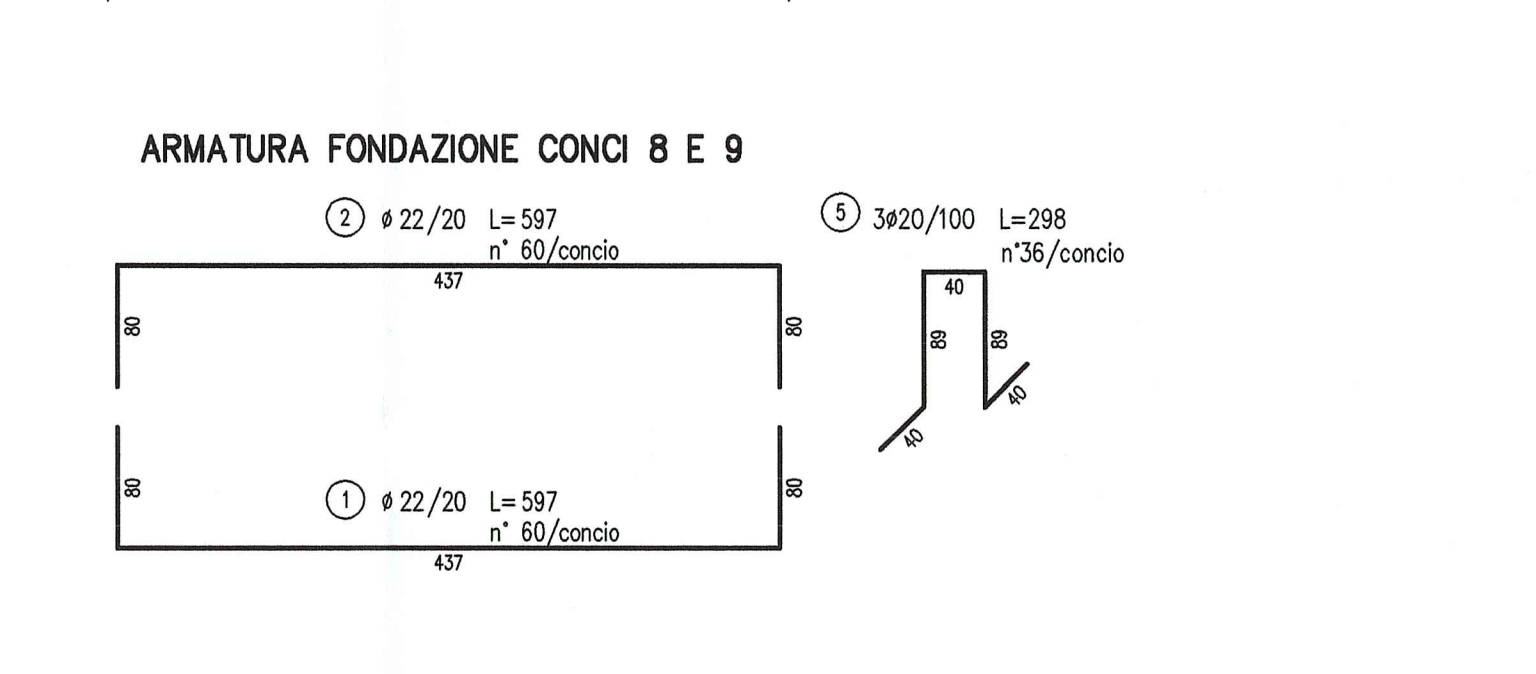 ARMATURA FONDAZIONE CONCI 8 E 9
2 ø 22/20 L= 597
n° 60/concio
437
80
80
5 3ø20/100 L=298
n°36/concio
40
89
89
40
40
80
80
1 ø 22/20 L= 597
n° 60/concio
437